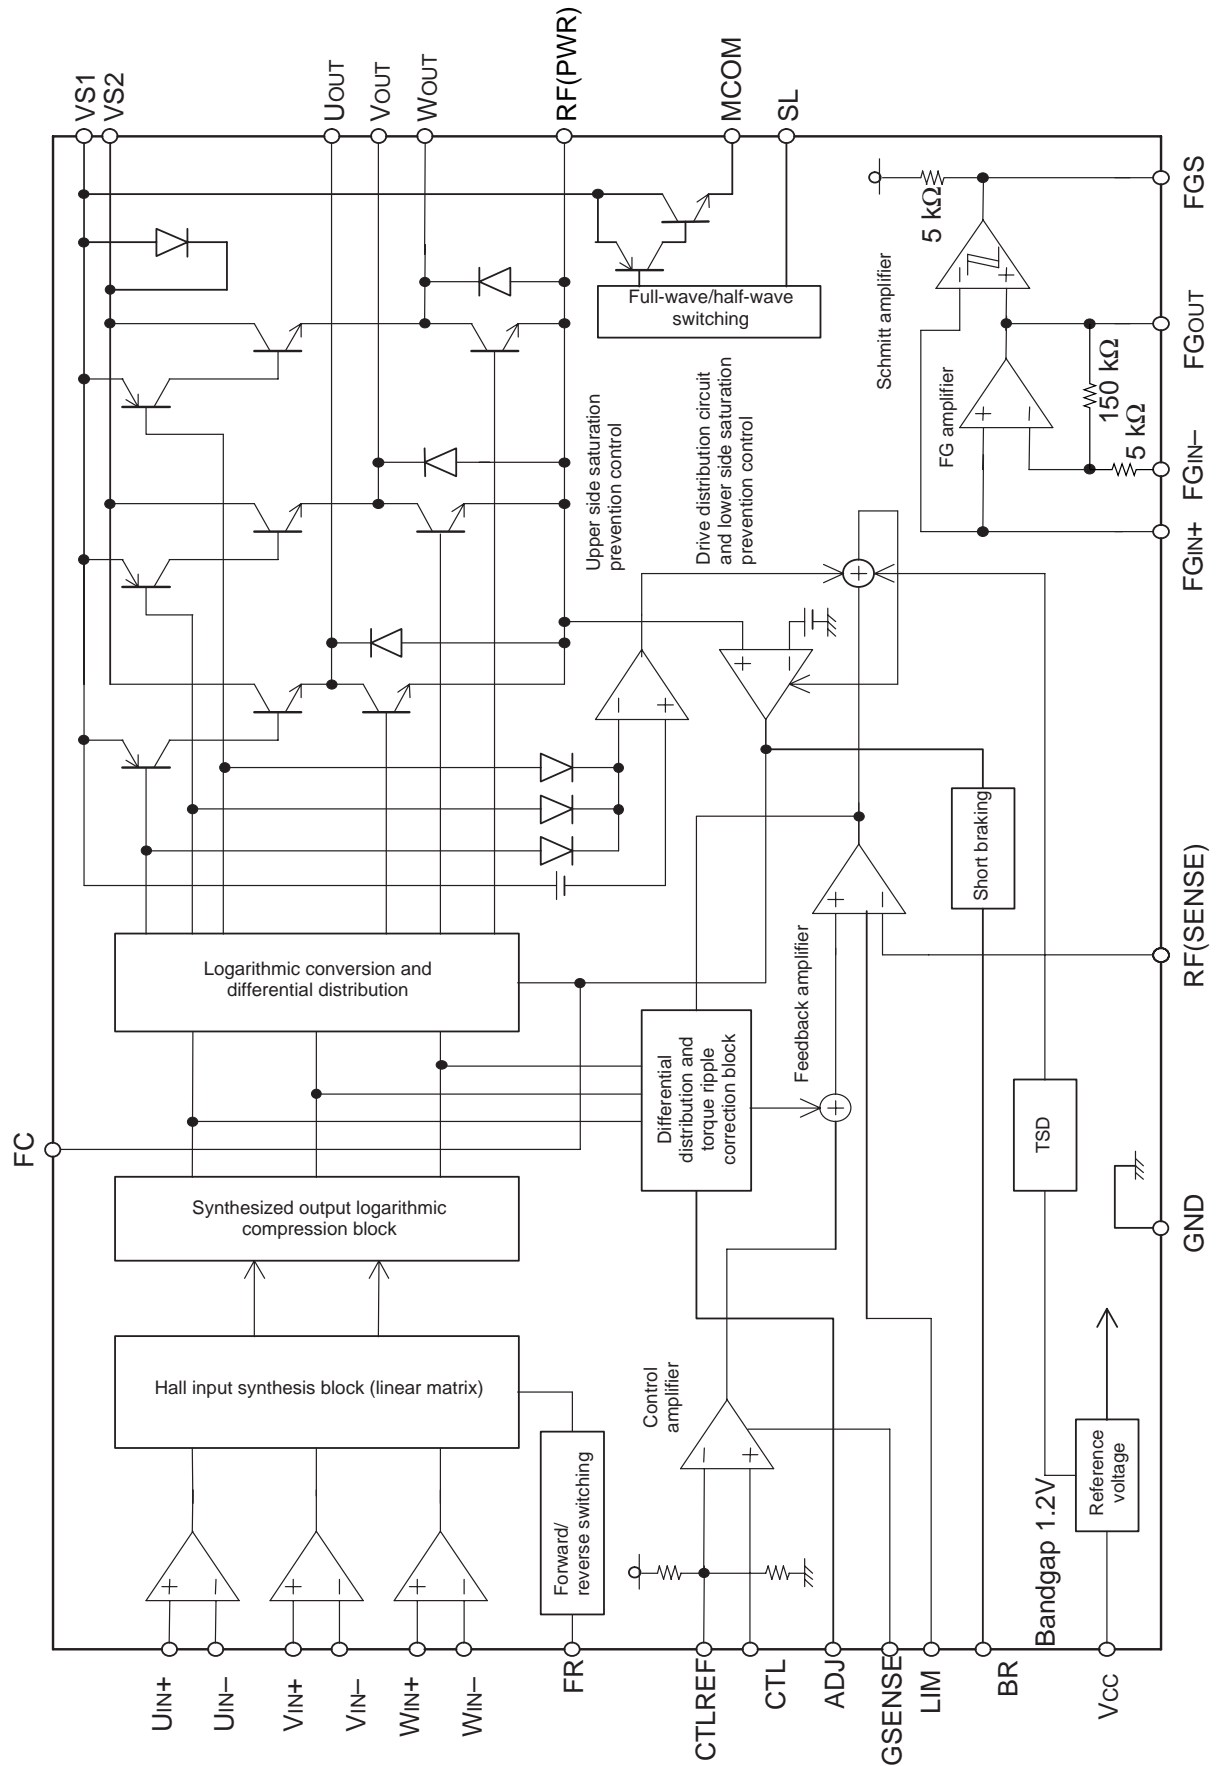 VS1
VS2
UOUT
VOUT
WOUT
RF(PWR)
MCOM
SL
Full-wave/half-wave
switching
5 kΩ
Schmitt amplifier
FGS
FGOUT
150 kΩ
5 kΩ
FG amplifier
FGIN–
FGIN+
Upper side saturation
prevention control
Drive distribution circuit
and lower side saturation
prevention control
+
+
–
–
+
+
–
–
+
Short braking
+
–
RF(SENSE)
Logarithmic conversion and
differential distribution
Feedback amplifier
Differential
distribution and
torque ripple
correction block
+
TSD
FC
Synthesized output logarithmic
compression block
GND
Hall input synthesis block (linear matrix)
Control
amplifier
–
+
Reference
voltage
Bandgap 1.2V
Forward/
reverse switching
+
–
+
–
+
–
UIN+
UIN–
VIN+
VIN–
WIN+
WIN–
FR
CTLREF
CTL
ADJ
GSENSE
LIM
BR
VCC